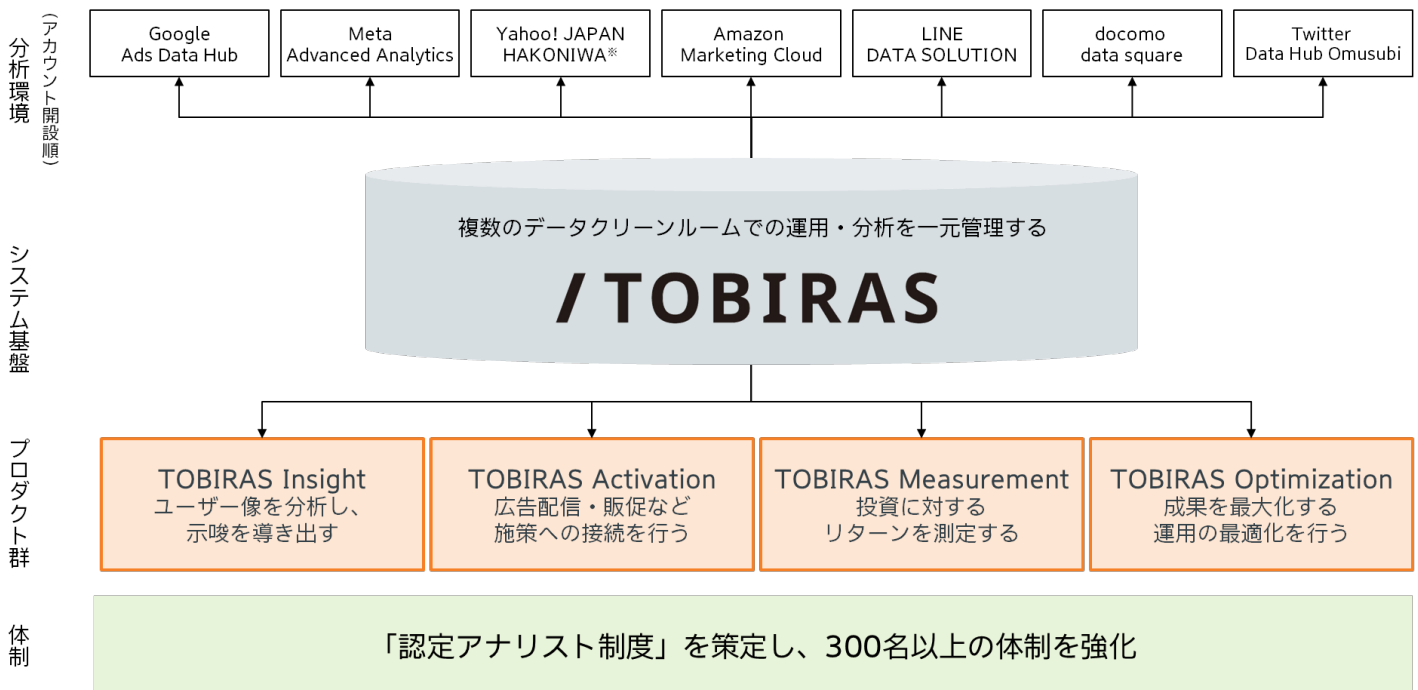 分析環境
(アカウント開設順)
Google
Ads Data Hub
Meta
Advanced Analytics
Yahoo! JAPAN
HAKONIWA※
Amazon
Marketing Cloud
LINE
DATA SOLUTION
docomo
data square
Twitter
Data Hub Omusubi
システム基盤
複数のデータクリーンルームでの運用・分析を一元管理する
/ TOBIRAS
プロダクト群
TOBIRAS Insight
ユーザー像を分析し、
示唆を導き出す
TOBIRAS Activation
広告配信・販促など
施策への接続を行う
TOBIRAS Measurement
投資に対する
リターンを測定する
TOBIRAS Optimization
成果を最大化する
運用の最適化を行う
体制
「認定アナリスト制度」を策定し、300名以上の体制を強化